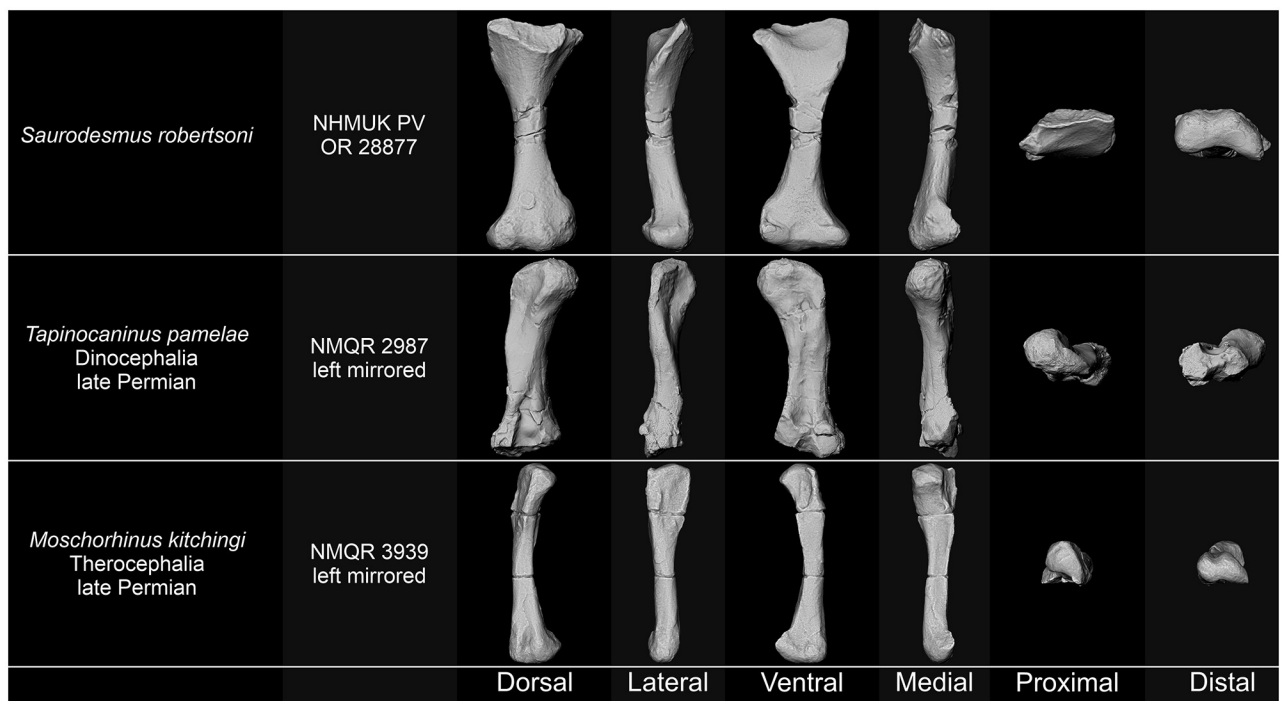 Saurodesmus robertsoni
NHMUK PV
OR 28877
Tapinocaninus pamelae
Dinocephalia
late Permian
NMQR 2987
left mirrored
Moschorhinus kitchingi
Therocephalia
late Permian
NMQR 3939
left mirrored
Dorsal Lateral Ventral Medial Proximal Distal